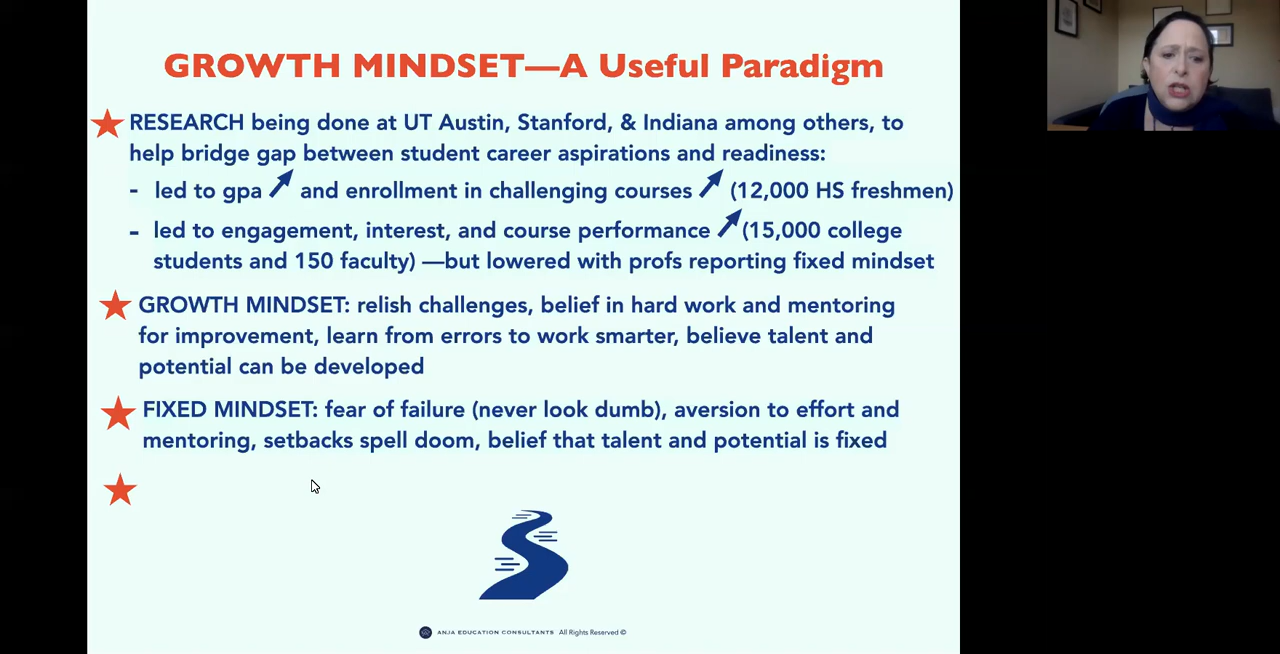 GROWTH MINDSET—A Useful Paradigm
RESEARCH being done at UT Austin, Stanford, & Indiana among others, to
help bridge gap between student career aspirations and readiness:
- led to gpa and enrollment in challenging courses (12,000 HS freshmen)
- led to engagement, interest, and course performance (15,000 college
students and 150 faculty) —but lowered with profs reporting fixed mindset
GROWTH MINDSET: relish challenges, belief in hard work and mentoring
for improvement, learn from errors to work smarter, believe talent and
potential can be developed
FIXED MINDSET: fear of failure (never look dumb), aversion to effort and
mentoring, setbacks spell doom, belief that talent and potential is fixed
ANJA EDUCATION CONSULTANTS All Rights Reserved ©